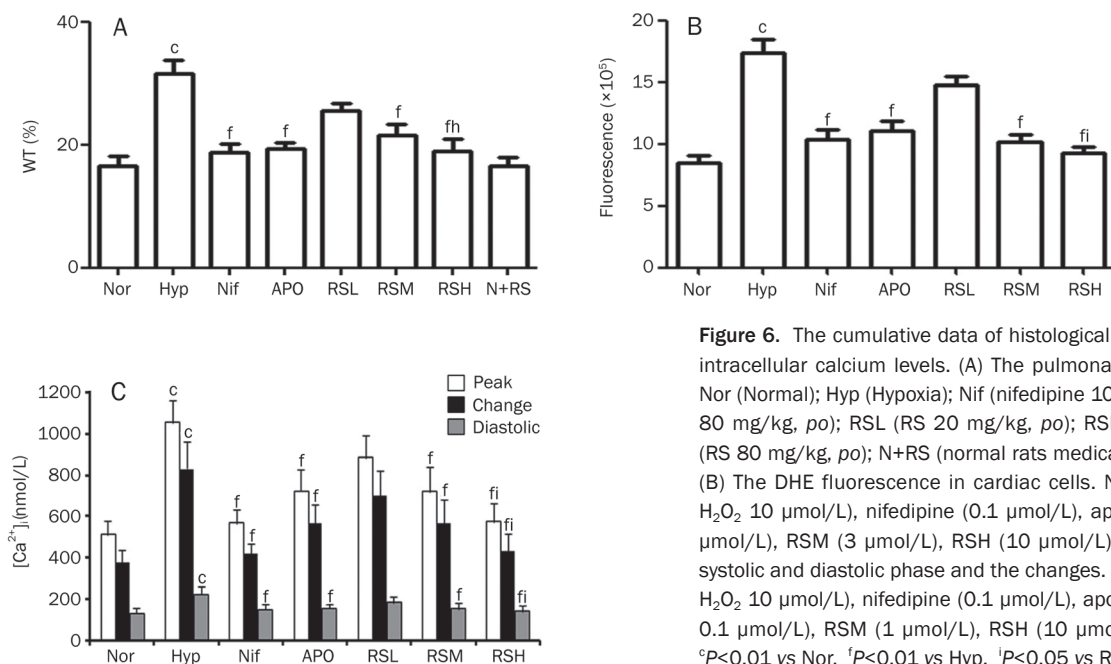 A
40
20
0
WT (%)
c
f
f
f
fh
Nor Hyp Nif APO RSL RSM RSH N+RS
B
20
15
10
5
0
Fluorescence (×10⁵)
c
f
f
f
fi
Nor Hyp Nif APO RSL RSM RSH
C
Peak
Change
Diastolic
1200
1000
800
600
400
200
0
[Ca²⁺]ᵢ(nmol/L)
c
c
c
f
f
f
f
f
f
f
f
f
fi
fi
fi
Nor Hyp Nif APO RSL RSM RSH
Figure 6. The cumulative data of histological
intracellular calcium levels. (A) The pulmona
Nor (Normal); Hyp (Hypoxia); Nif (nifedipine 10
80 mg/kg, po); RSL (RS 20 mg/kg, po); RS
(RS 80 mg/kg, po); N+RS (normal rats medica
(B) The DHE fluorescence in cardiac cells. N
H₂O₂ 10 µmol/L), nifedipine (0.1 µmol/L), ap
µmol/L), RSM (3 µmol/L), RSH (10 µmol/L)
systolic and diastolic phase and the changes.
H₂O₂ 10 µmol/L), nifedipine (0.1 µmol/L), apo
0.1 µmol/L), RSM (1 µmol/L), RSH (10 µmo
ᶜP<0.01 vs Nor. ᶠP<0.01 vs Hyp. ⁱP<0.05 vs R